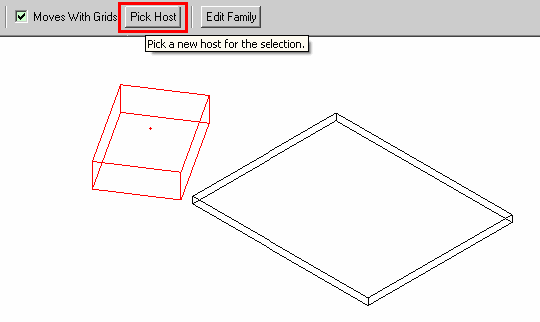 Moves With Grids Pick Host Edit Family
Pick a new host for the selection.